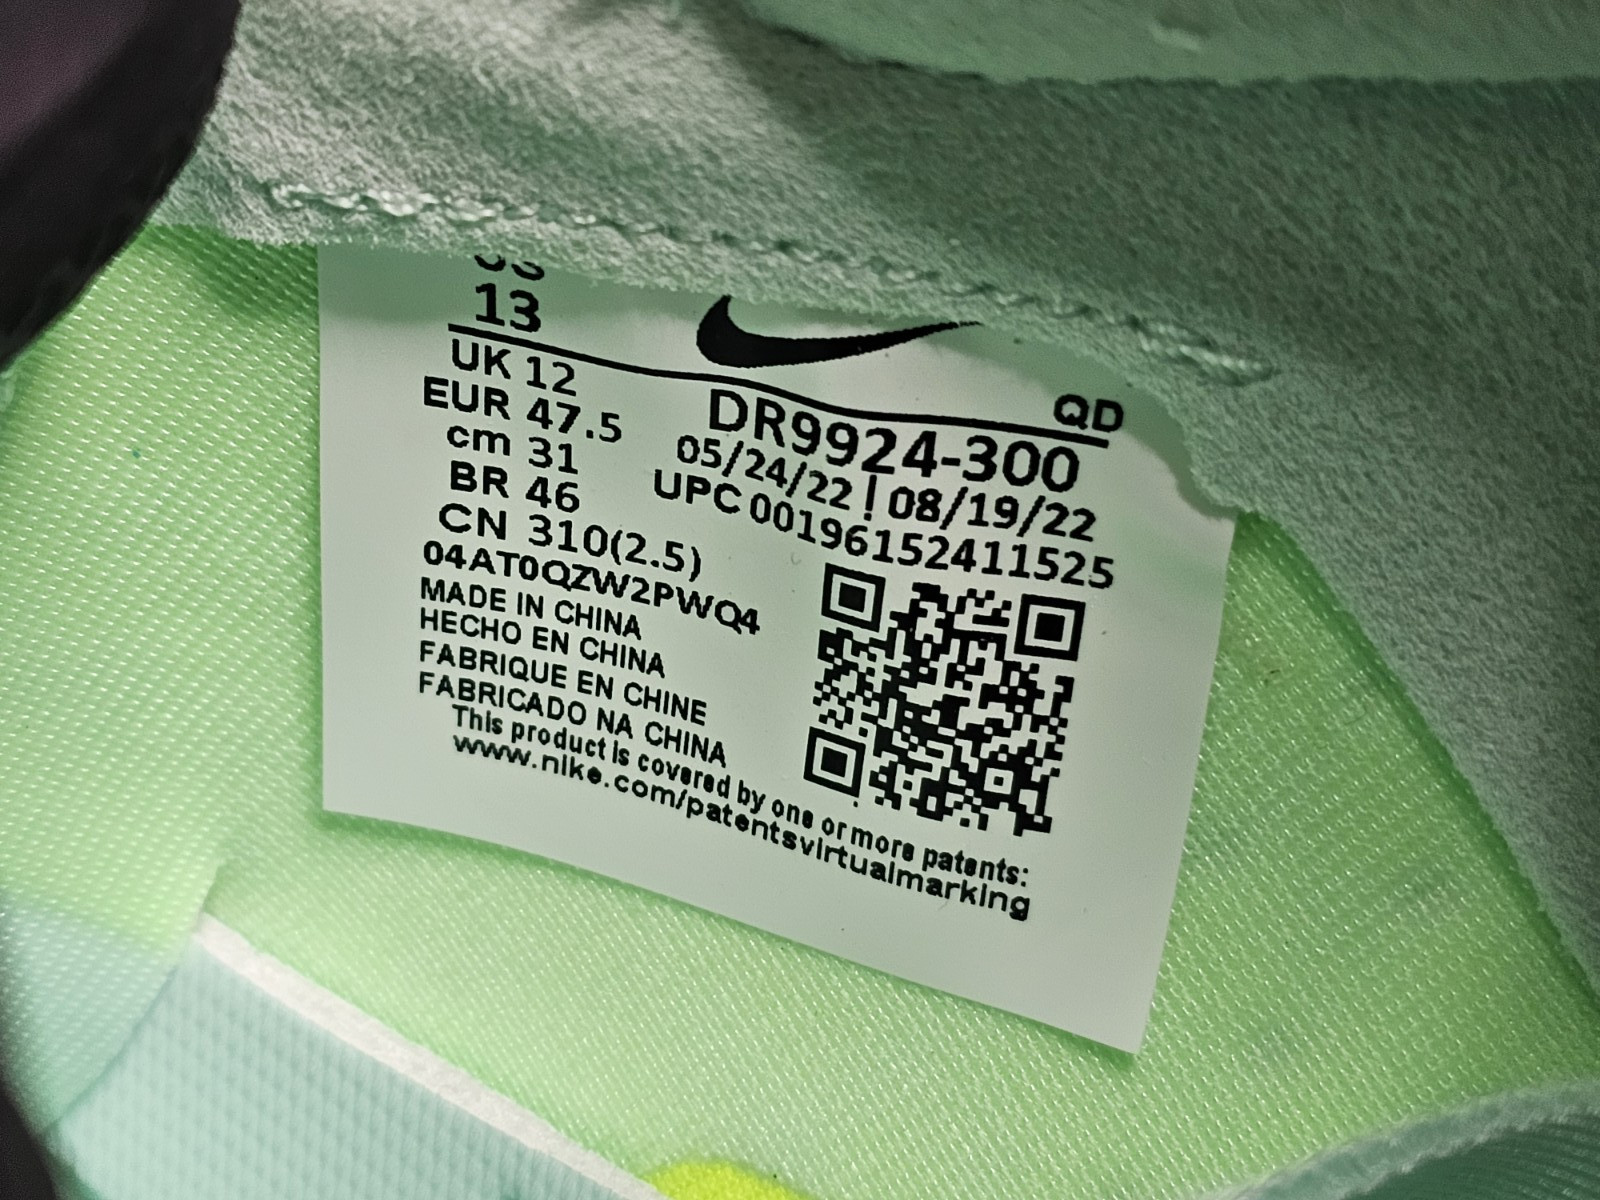 US
13
UK 12
EUR 47.5
cm 31
BR 46
CN 310(2.5)
04AT0QZW2PWQ4
MADE IN CHINA
HECHO EN CHINA
FABRIQUE EN CHINE
FABRICADO NA CHINA
QD
DR9924-300
05/24/22 | 08/19/22
UPC 00196152411525
This product is covered by one or more patents:
www.nike.com/patentsvirtualmarking